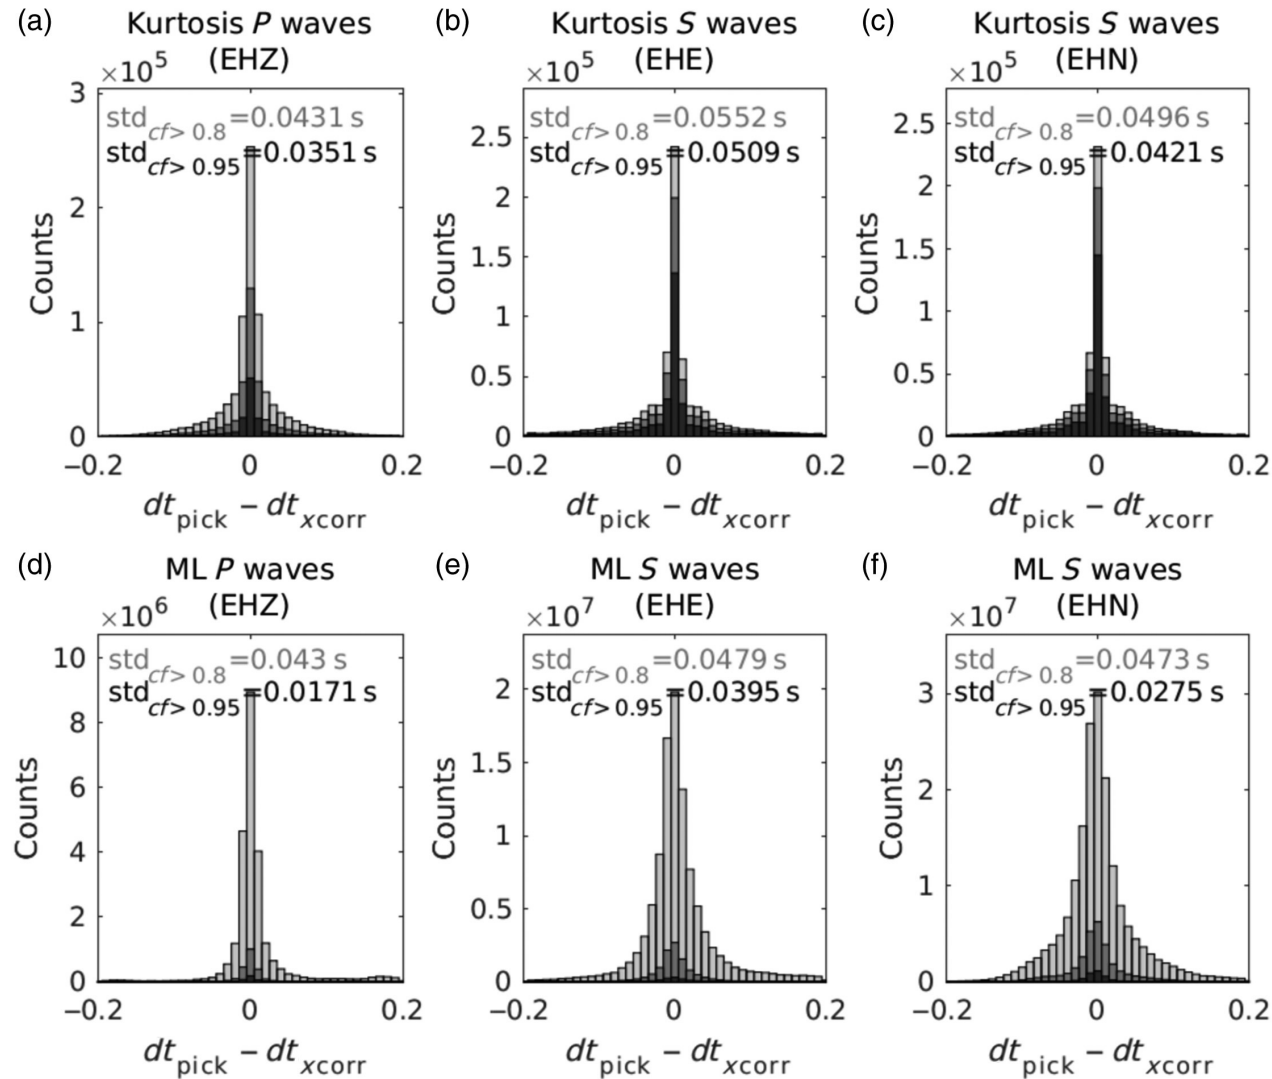 (a) Kurtosis P waves (b) Kurtosis S waves (c) Kurtosis S waves
(EHZ) (EHE) (EHN)
×10^5 ×10^5 ×10^5
std_cf> 0.8=0.0431 s
std_cf> 0.95=0.0351 s
Counts
3
2
1
0
−0.2 0 0.2
dt_pick − dt_xcorr
std_cf> 0.8=0.0552 s
std_cf> 0.95=0.0509 s
Counts
2.5
2
1.5
1
0.5
0
−0.2 0 0.2
dt_pick − dt_xcorr
std_cf> 0.8=0.0496 s
std_cf> 0.95=0.0421 s
Counts
2.5
2
1.5
1
0.5
0
−0.2 0 0.2
dt_pick − dt_xcorr
(d) ML P waves (e) ML S waves (f) ML S waves
(EHZ) (EHE) (EHN)
×10^6 ×10^7 ×10^7
std_cf> 0.8=0.043 s
std_cf> 0.95=0.0171 s
Counts
10
8
6
4
2
0
−0.2 0 0.2
dt_pick − dt_xcorr
std_cf> 0.8=0.0479 s
std_cf> 0.95=0.0395 s
Counts
2
1.5
1
0.5
0
−0.2 0 0.2
dt_pick − dt_xcorr
std_cf> 0.8=0.0473 s
std_cf> 0.95=0.0275 s
Counts
3
2
1
0
−0.2 0 0.2
dt_pick − dt_xcorr